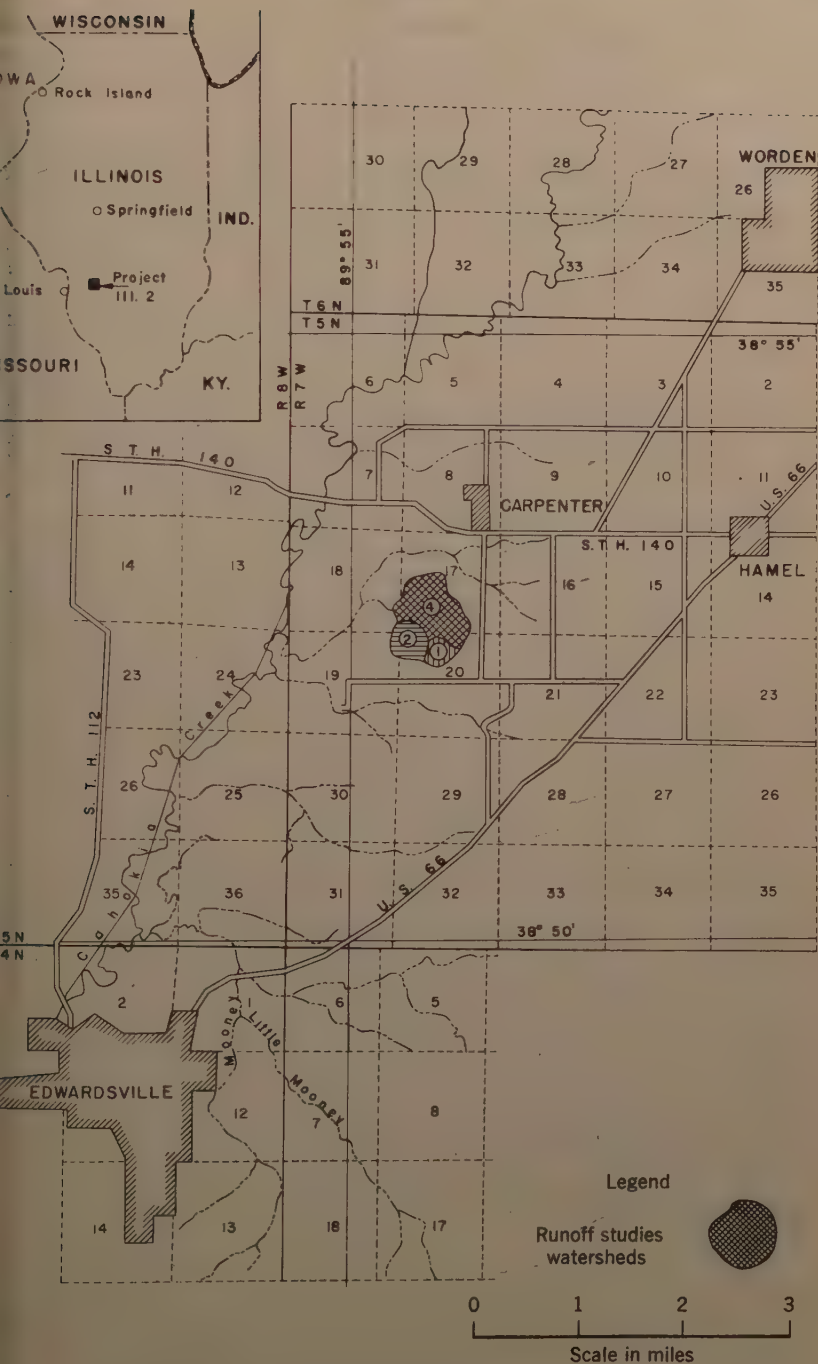 WISCONSIN
OWA
Rock Island
ILLINOIS
Springfield
IND.
Louis
Project
III. 2
SSOURI
KY.
30
29
28
27
26
WORDEN
89° 55'
31
32
33
34
35
T 6 N
T 5 N
38° 55'
R 8 W
R 7 W
6
5
4
3
2
S. T. H. 140
11
12
7
8
9
10
11
U.S. 66
CARPENTER
S.T.H. 140
HAMEL
14
13
18
17
16
15
14
4
2
1
23
24
19
20
21
22
23
Creek
S. T. H. 112
26
25
30
29
28
27
26
Cahokia
35
36
31
U. S. 66
32
33
34
35
5 N
4 N
38° 50'
2
1
6
5
Mooney
Little
Mooney
EDWARDSVILLE
12
7
8
14
13
18
17
Legend
Runoff studies
watersheds
0 1 2 3
Scale in miles